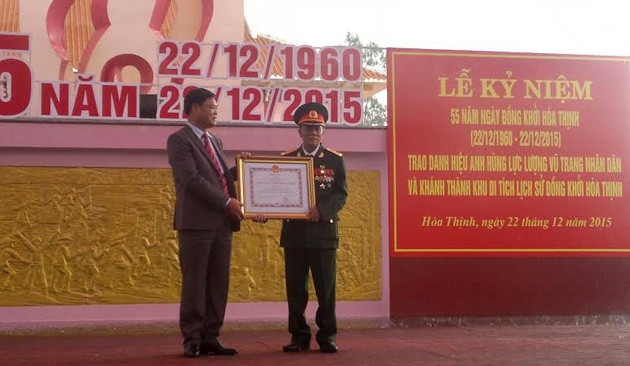 5 NĂM
22/12/1960
22/12/2015
LỄ KỶ NIỆM
55 NĂM NGÀY ĐỒNG KHỞI HÒA THỊNH
(22/12/1960 - 22/12/2015)
TRAO DANH HIỆU ANH HÙNG LỰC LƯỢNG VŨ TRANG NHÂN DÂN
VÀ KHÁNH THÀNH KHU DI TÍCH LỊCH SỬ ĐỒNG KHỞI HÒA THỊNH
Hòa Thịnh, ngày 22 tháng 12 năm 2015